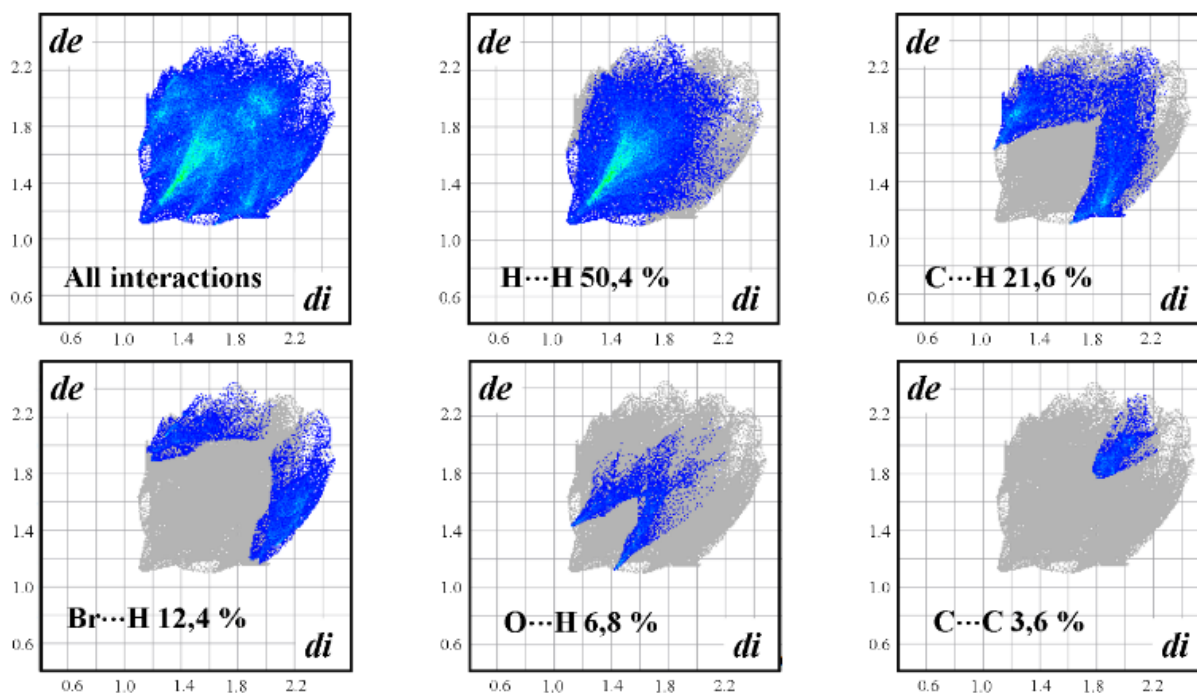 de de de
2.2 2.2 2.2
1.8 1.8 1.8
1.4 1.4 1.4
1.0 1.0 1.0
All interactions H···H 50,4 % C···H 21,6 %
0.6 di 0.6 di 0.6 di
0.6 1.0 1.4 1.8 2.2 0.6 1.0 1.4 1.8 2.2 0.6 1.0 1.4 1.8 2.2
de de de
2.2 2.2 2.2
1.8 1.8 1.8
1.4 1.4 1.4
1.0 1.0 1.0
Br···H 12,4 % O···H 6,8 % C···C 3,6 %
0.6 di 0.6 di 0.6 di
0.6 1.0 1.4 1.8 2.2 0.6 1.0 1.4 1.8 2.2 0.6 1.0 1.4 1.8 2.2